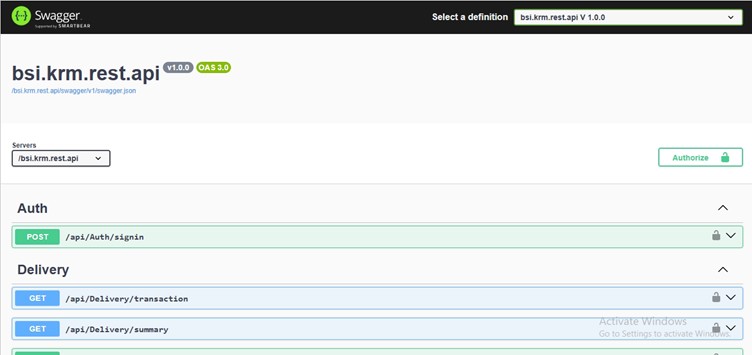 Swagger
Supported by SMARTBEAR
Select a definition
bsi.krm.rest.api V 1.0.0
bsi.krm.rest.api v1.0.0 OAS 3.0
/bsi.krm.rest.api/swagger/v1/swagger.json
Servers
/bsi.krm.rest.api
Authorize
Auth
POST /api/Auth/signin
Delivery
GET /api/Delivery/transaction
GET /api/Delivery/summary
Activate Windows
Go to Settings to activate Windows.